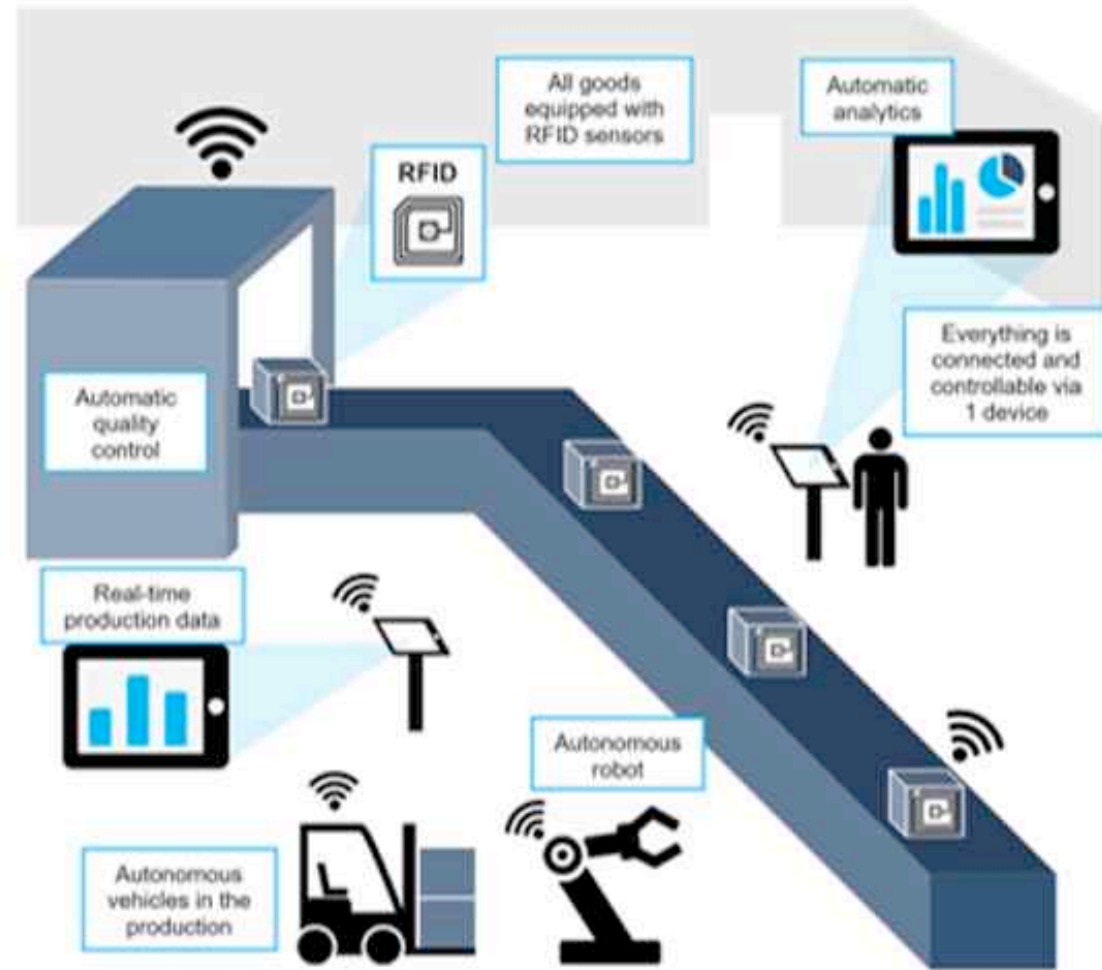 All goods
equipped with
RFID sensors
Automatic
analytics
RFID
Everything is
connected and
controllable via
1 device
Automatic
quality
control
Real-time
production data
Autonomous
robot
Autonomous
vehicles in the
production